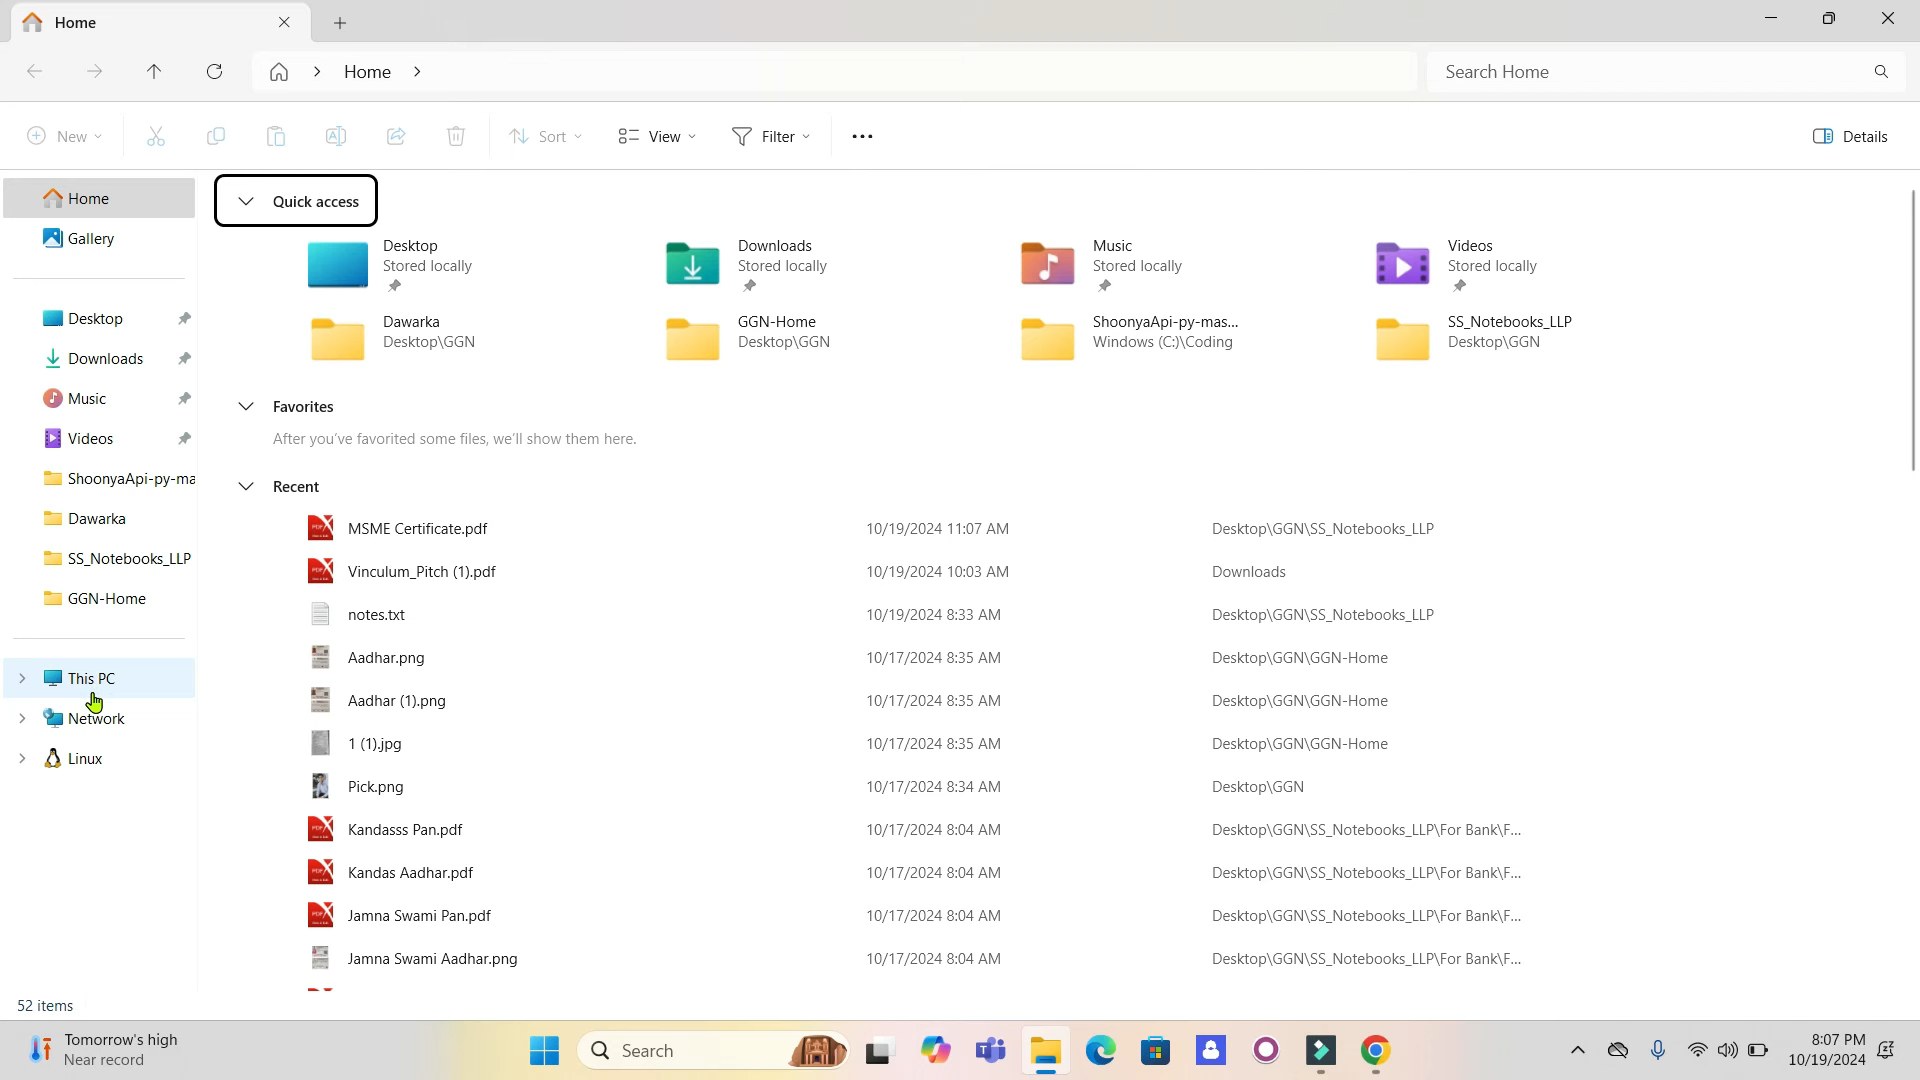 Home
Home
Search Home
New
Sort
View
Filter
Details
Home
Gallery
Desktop
Downloads
Music
Videos
ShoonyaApi-py-ma
Dawarka
SS_Notebooks_LLP
GGN-Home
This PC
Network
Linux
Quick access
Desktop
Stored locally
Downloads
Stored locally
Music
Stored locally
Videos
Stored locally
Dawarka
Desktop\GGN
GGN-Home
Desktop\GGN
ShoonyaApi-py-mas...
Windows (C:)\Coding
SS_Notebooks_LLP
Desktop\GGN
Favorites
After you've favorited some files, we'll show them here.
Recent
MSME Certificate.pdf 10/19/2024 11:07 AM Desktop\GGN\SS_Notebooks_LLP
Vinculum_Pitch (1).pdf 10/19/2024 10:03 AM Downloads
notes.txt 10/19/2024 8:33 AM Desktop\GGN\SS_Notebooks_LLP
Aadhar.png 10/17/2024 8:35 AM Desktop\GGN\GGN-Home
Aadhar (1).png 10/17/2024 8:35 AM Desktop\GGN\GGN-Home
1 (1).jpg 10/17/2024 8:35 AM Desktop\GGN\GGN-Home
Pick.png 10/17/2024 8:34 AM Desktop\GGN
Kandasss Pan.pdf 10/17/2024 8:04 AM Desktop\GGN\SS_Notebooks_LLP\For Bank\F...
Kandas Aadhar.pdf 10/17/2024 8:04 AM Desktop\GGN\SS_Notebooks_LLP\For Bank\F...
Jamna Swami Pan.pdf 10/17/2024 8:04 AM Desktop\GGN\SS_Notebooks_LLP\For Bank\F...
Jamna Swami Aadhar.png 10/17/2024 8:04 AM Desktop\GGN\SS_Notebooks_LLP\For Bank\F...
52 items
Tomorrow's high
Near record
Search
8:07 PM
10/19/2024